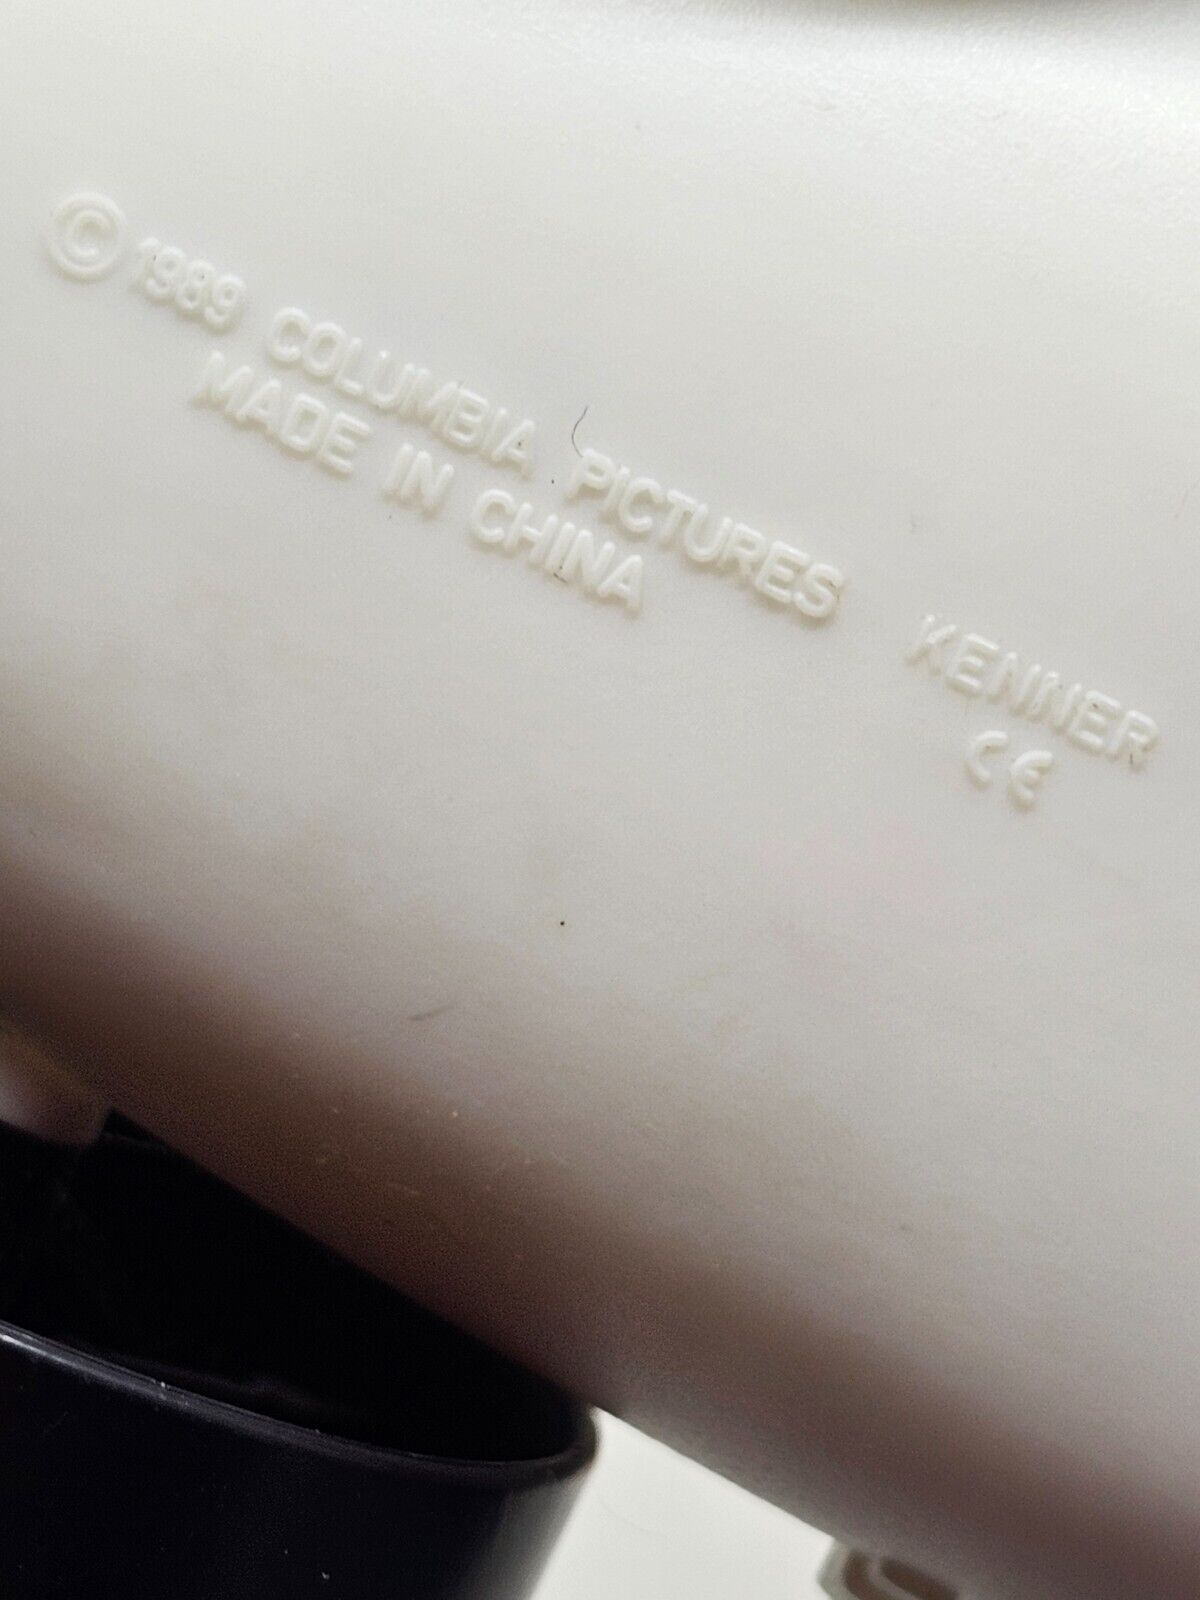 © 1989 COLUMBIA PICTURES KENNER
MADE IN CHINA CE